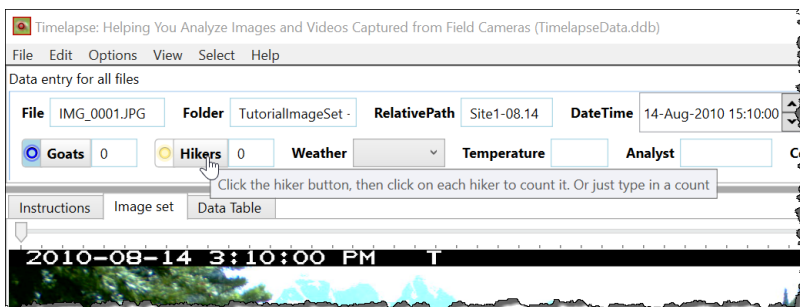 Timelapse: Helping You Analyze Images and Videos Captured from Field Cameras (TimelapseData.ddb)
File Edit Options View Select Help
Data entry for all files
File IMG_0001.JPG Folder TutorialImageSet - RelativePath Site1-08.14 DateTime 14-Aug-2010 15:10:00
Goats 0 Hikers 0 Weather Temperature Analyst
Click the hiker button, then click on each hiker to count it. Or just type in a count
Instructions Image set Data Table
2010-08-14 3:10:00 PM T